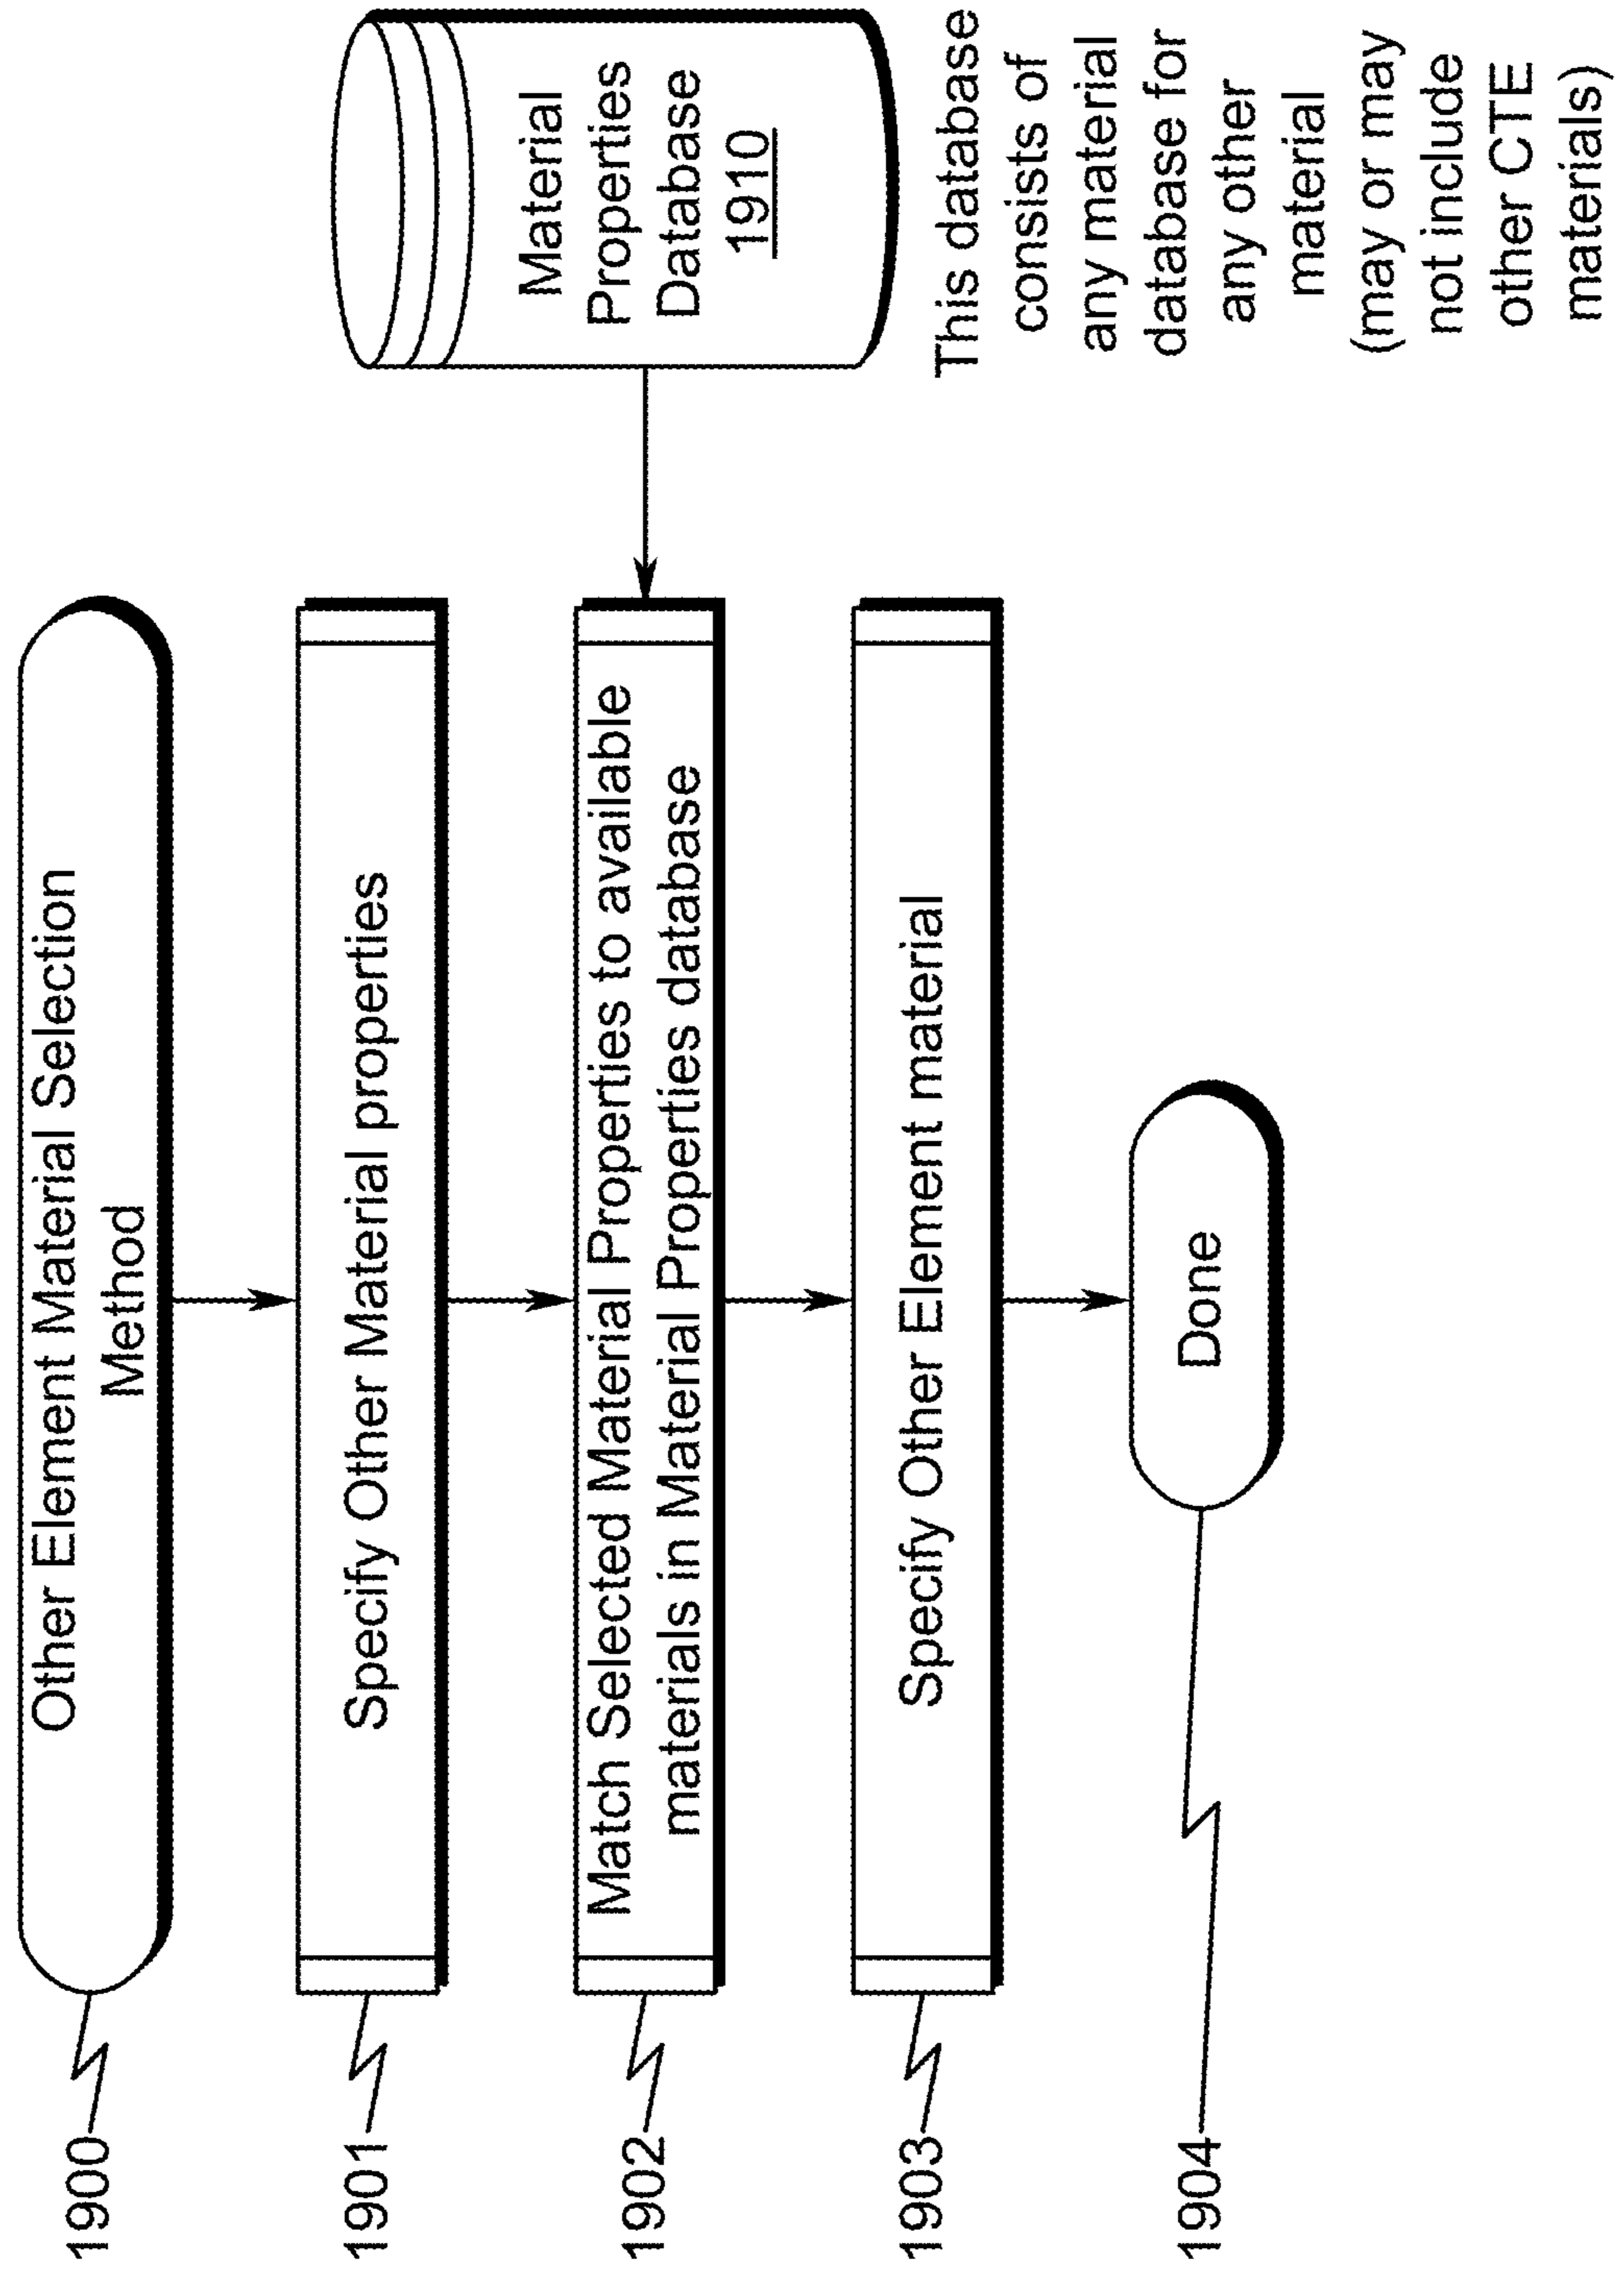 1900
Other Element Material Selection
Method
1901
Specify Other Material properties
1902
Match Selected Material Properties to available
materials in Material Properties database
Material
Properties
Database
1910
This database
consists of
any material
database for
any other
material
(may or may
not include
other CTE
materials)
1903
Specify Other Element material
1904
Done